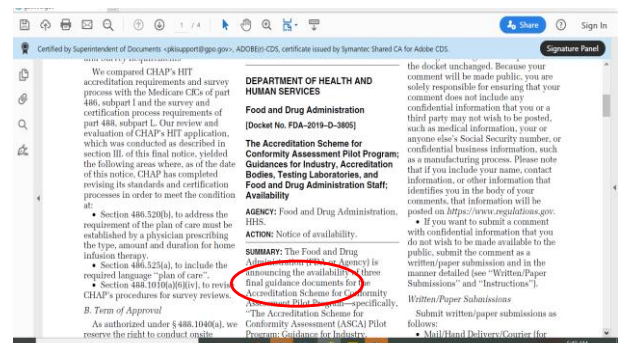 1 / 4
Share
Sign In
Certified by Superintendent of Documents <pkisupport@gpo.gov>, ADOBE(r)-CDS, certificate issued by Symantec Shared CA for Adobe CDS.
Signature Panel
We compared CHAP's HIT
accreditation requirements and survey
process with the Medicare CfCs of part
486, subpart I and the survey and
certification process requirements of
part 488, subpart L. Our review and
evaluation of CHAP's HIT application,
which was conducted as described in
section III. of this final notice, yielded
the following areas where, as of the date
of this notice, CHAP has completed
revising its standards and certification
processes in order to meet the condition
at:
• Section 486.520(b), to address the
requirement of the plan of care must be
established by a physician prescribing
the type, amount and duration for home
infusion therapy.
• Section 486.525(a), to include the
required language "plan of care".
• Section 488.1010(a)(6)(iv), to revise
CHAP's procedures for survey reviews.
B. Term of Approval
As authorized under § 488.1040(a), we
reserve the right to conduct onsite
DEPARTMENT OF HEALTH AND
HUMAN SERVICES
Food and Drug Administration
[Docket No. FDA–2019–D–3805]
The Accreditation Scheme for
Conformity Assessment Pilot Program;
Guidances for Industry, Accreditation
Bodies, Testing Laboratories, and
Food and Drug Administration Staff;
Availability
AGENCY: Food and Drug Administration,
HHS.
ACTION: Notice of availability.
SUMMARY: The Food and Drug
Administration (FDA or Agency) is
announcing the availability of three
final guidance documents for the
Accreditation Scheme for Conformity
Assessment Pilot Program—specifically,
"The Accreditation Scheme for
Conformity Assessment (ASCA) Pilot
Program: Guidance for Industry,
the docket unchanged. Because your
comment will be made public, you are
solely responsible for ensuring that your
comment does not include any
confidential information that you or a
third party may not wish to be posted,
such as medical information, your or
anyone else's Social Security number, or
confidential business information, such
as a manufacturing process. Please note
that if you include your name, contact
information, or other information that
identifies you in the body of your
comments, that information will be
posted on https://www.regulations.gov.
• If you want to submit a comment
with confidential information that you
do not wish to be made available to the
public, submit the comment as a
written/paper submission and in the
manner detailed (see "Written/Paper
Submissions" and "Instructions").
Written/Paper Submissions
Submit written/paper submissions as
follows:
• Mail/Hand Delivery/Courier (for